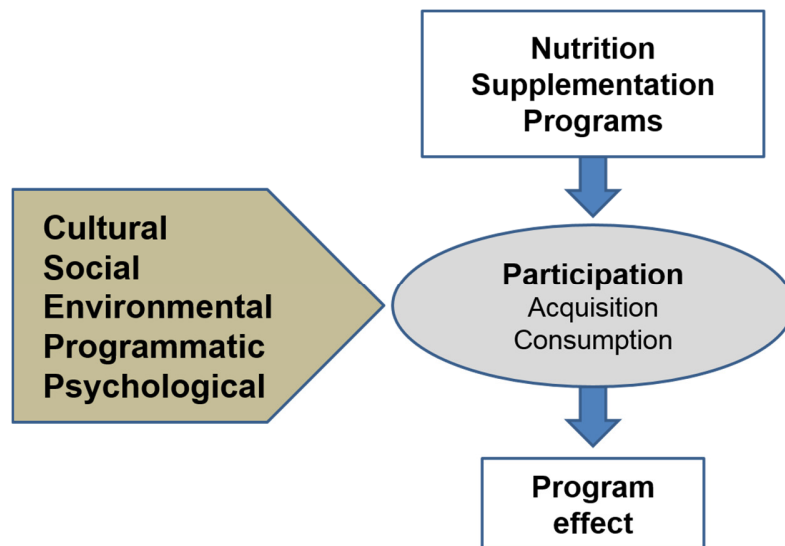 Nutrition
Supplementation
Programs
Cultural
Social
Environmental
Programmatic
Psychological
Participation
Acquisition
Consumption
Program
effect